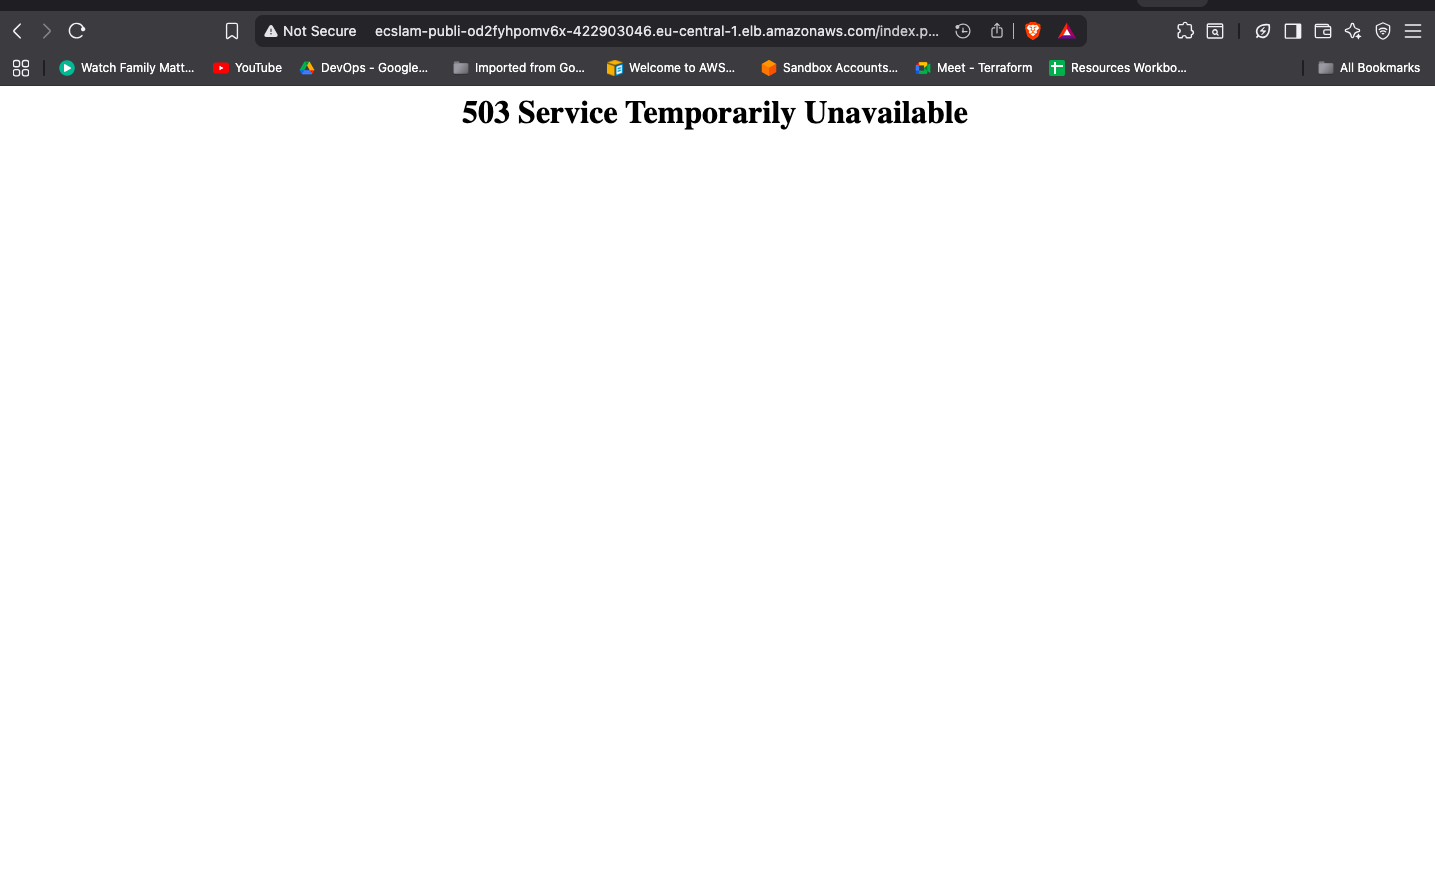 Not Secure ecslam-publi-od2fyhpomv6x-422903046.eu-central-1.elb.amazonaws.com/index.p...
Watch Family Matt... YouTube DevOps - Google... Imported from Go... Welcome to AWS... Sandbox Accounts... Meet - Terraform Resources Workbo... All Bookmarks
503 Service Temporarily Unavailable